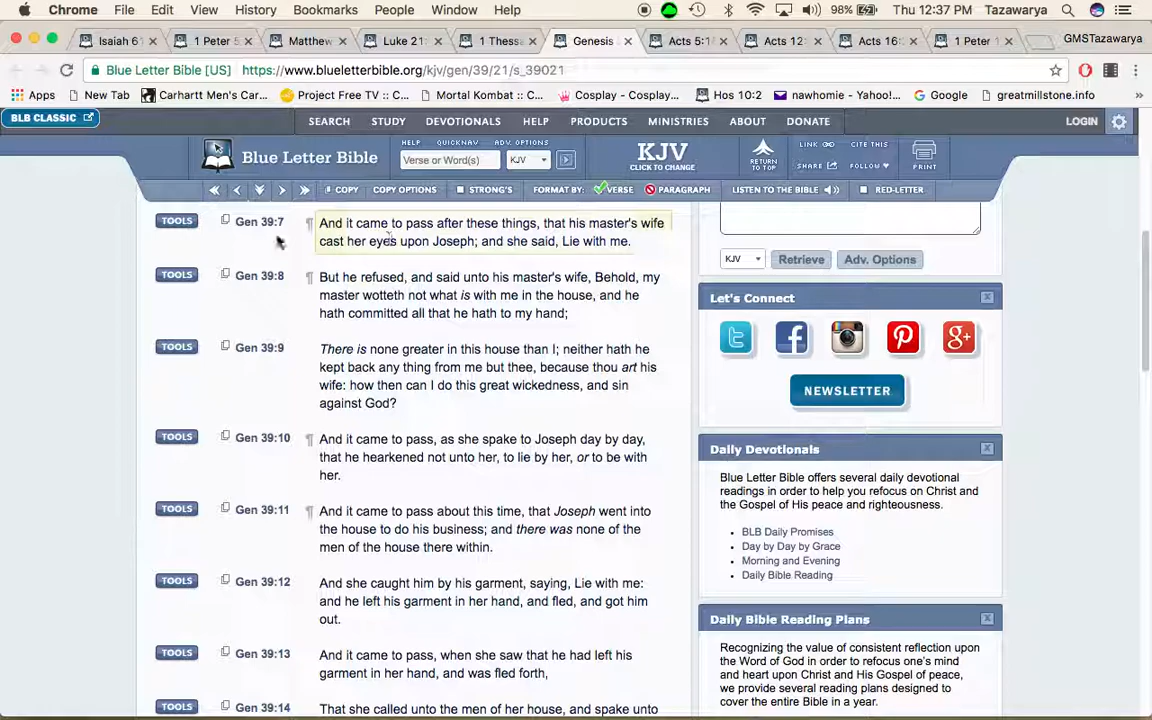 Chrome File Edit View History Bookmarks People Window Help 98% Thu 12:37 PM Tazawarya
Isaiah 61 1 Peter 5 Matthew Luke 21: 1 Thessa Genesis Acts 5:1 Acts 12: Acts 16: 1 Peter 1 GMSTazawarya
Blue Letter Bible [US] https://www.blueletterbible.org/kjv/gen/39/21/s_39021
Apps New Tab Carhartt Men's Car... Project Free TV :: C... Mortal Kombat :: C... Cosplay - Cosplay... Hos 10:2 nawhomie - Yahoo!... Google greatmillstone.info »
BLB CLASSIC SEARCH STUDY DEVOTIONALS HELP PRODUCTS MINISTRIES ABOUT DONATE LOGIN
HELP QUICKNAV ADV. OPTIONS
Blue Letter Bible Verse or Word(s) KJV
KJV
CLICK TO CHANGE
RETURN
TO TOP
LINK CITE THIS
SHARE FOLLOW
PRINT
COPY COPY OPTIONS STRONG'S FORMAT BY: VERSE PARAGRAPH LISTEN TO THE BIBLE RED-LETTER
TOOLS Gen 39:7 ¶ And it came to pass after these things, that his master's wife
cast her eyes upon Joseph; and she said, Lie with me.
TOOLS Gen 39:8 ¶ But he refused, and said unto his master's wife, Behold, my
master wotteth not what is with me in the house, and he
hath committed all that he hath to my hand;
TOOLS Gen 39:9 There is none greater in this house than I; neither hath he
kept back any thing from me but thee, because thou art his
wife: how then can I do this great wickedness, and sin
against God?
TOOLS Gen 39:10 ¶ And it came to pass, as she spake to Joseph day by day,
that he hearkened not unto her, to lie by her, or to be with
her.
TOOLS Gen 39:11 ¶ And it came to pass about this time, that Joseph went into
the house to do his business; and there was none of the
men of the house there within.
TOOLS Gen 39:12 And she caught him by his garment, saying, Lie with me:
and he left his garment in her hand, and fled, and got him
out.
TOOLS Gen 39:13 ¶ And it came to pass, when she saw that he had left his
garment in her hand, and was fled forth,
TOOLS Gen 39:14 ¶ That she called unto the men of her house, and spake unto
KJV Retrieve Adv. Options
Let's Connect
NEWSLETTER
Daily Devotionals
Blue Letter Bible offers several daily devotional
readings in order to help you refocus on Christ and
the Gospel of His peace and righteousness.
BLB Daily Promises
Day by Day by Grace
Morning and Evening
Daily Bible Reading
Daily Bible Reading Plans
Recognizing the value of consistent reflection upon
the Word of God in order to refocus one's mind
and heart upon Christ and His Gospel of peace,
we provide several reading plans designed to
cover the entire Bible in a year.